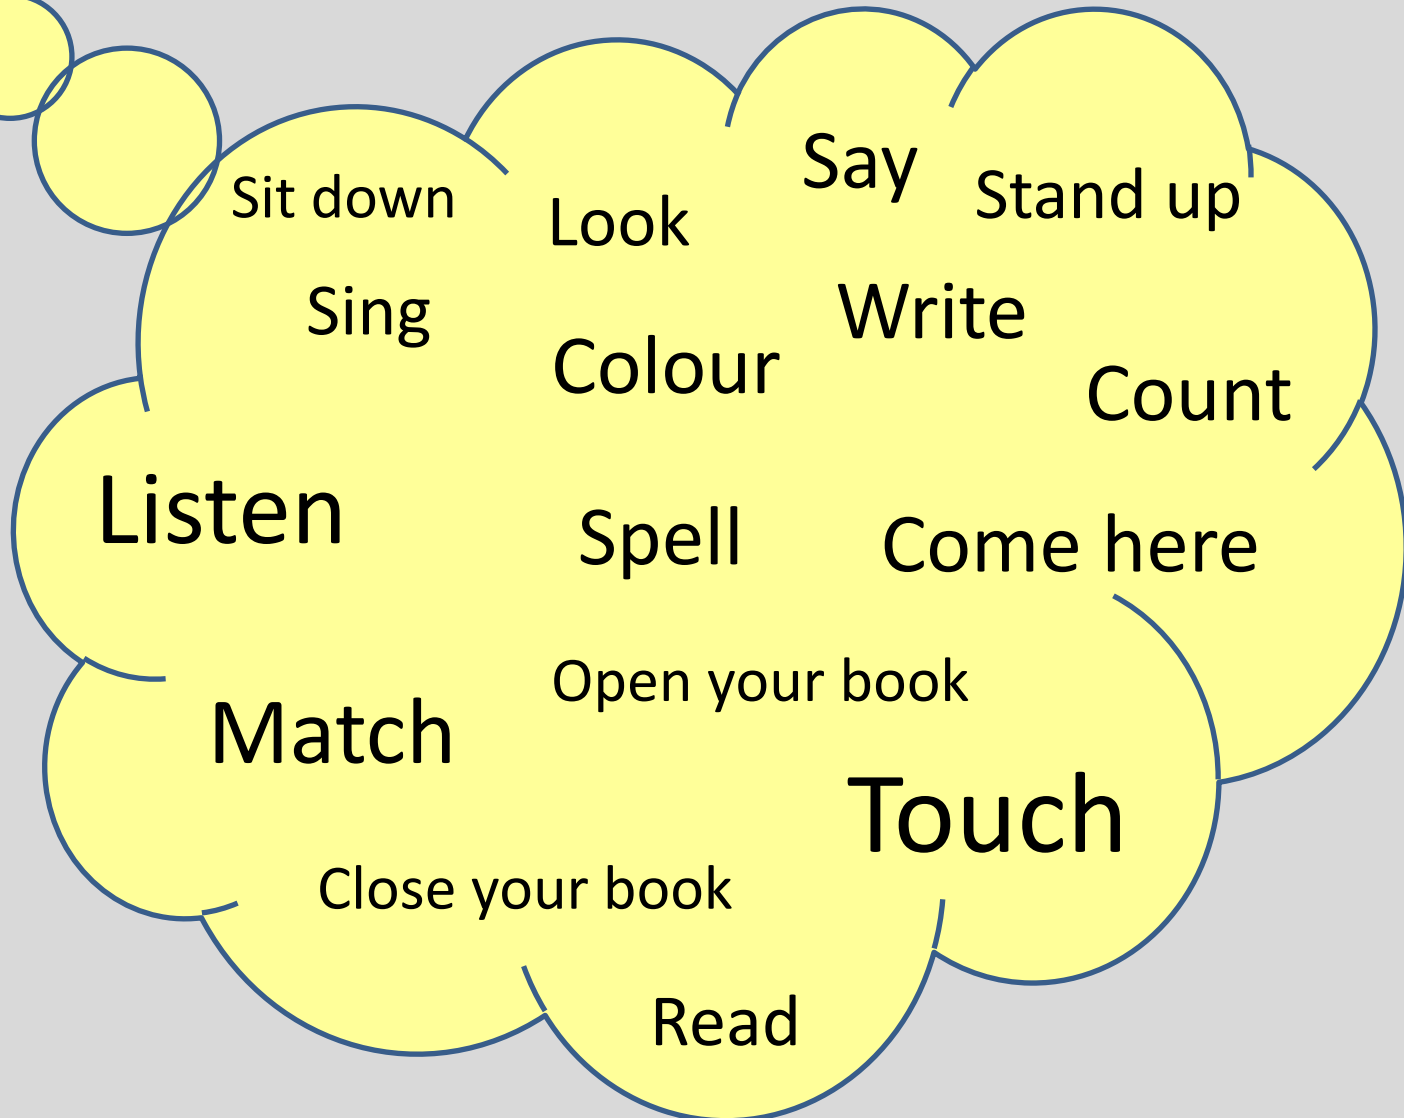 Say
Sit down
Look
Stand up
Sing
Write
Colour
Count
Listen
Spell
Come here
Open your book
Match
Touch
Close your book
Read